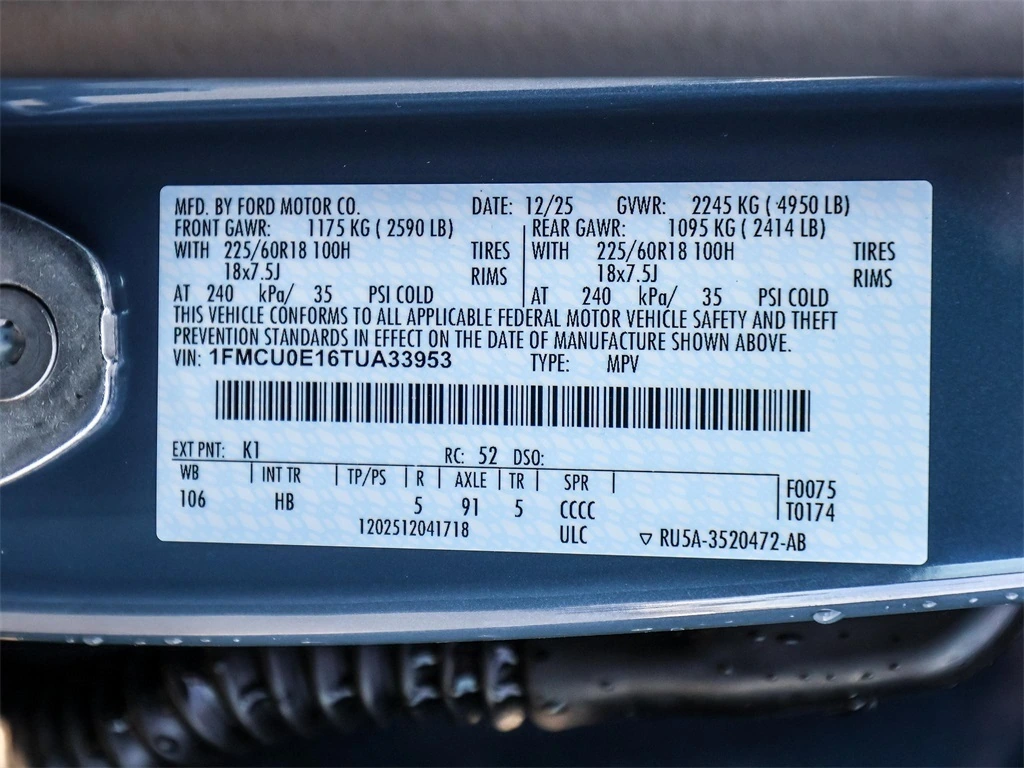 MFD. BY FORD MOTOR CO. DATE: 12/25 GVWR: 2245 KG ( 4950 LB)
FRONT GAWR: 1175 KG ( 2590 LB) REAR GAWR: 1095 KG ( 2414 LB)
WITH 225/60R18 100H TIRES WITH 225/60R18 100H TIRES
18x7.5J RIMS 18x7.5J RIMS
AT 240 kPa/ 35 PSI COLD AT 240 kPa/ 35 PSI COLD
THIS VEHICLE CONFORMS TO ALL APPLICABLE FEDERAL MOTOR VEHICLE SAFETY AND THEFT
PREVENTION STANDARDS IN EFFECT ON THE DATE OF MANUFACTURE SHOWN ABOVE.
VIN: 1FMCU0E16TUA33953 TYPE: MPV
EXT PNT: K1 RC: 52 DSO:
WB INT TR TP/PS R AXLE TR SPR F0075
106 HB 5 91 5 CCCC T0174
1202512041718 ULC ▽ RU5A-3520472-AB